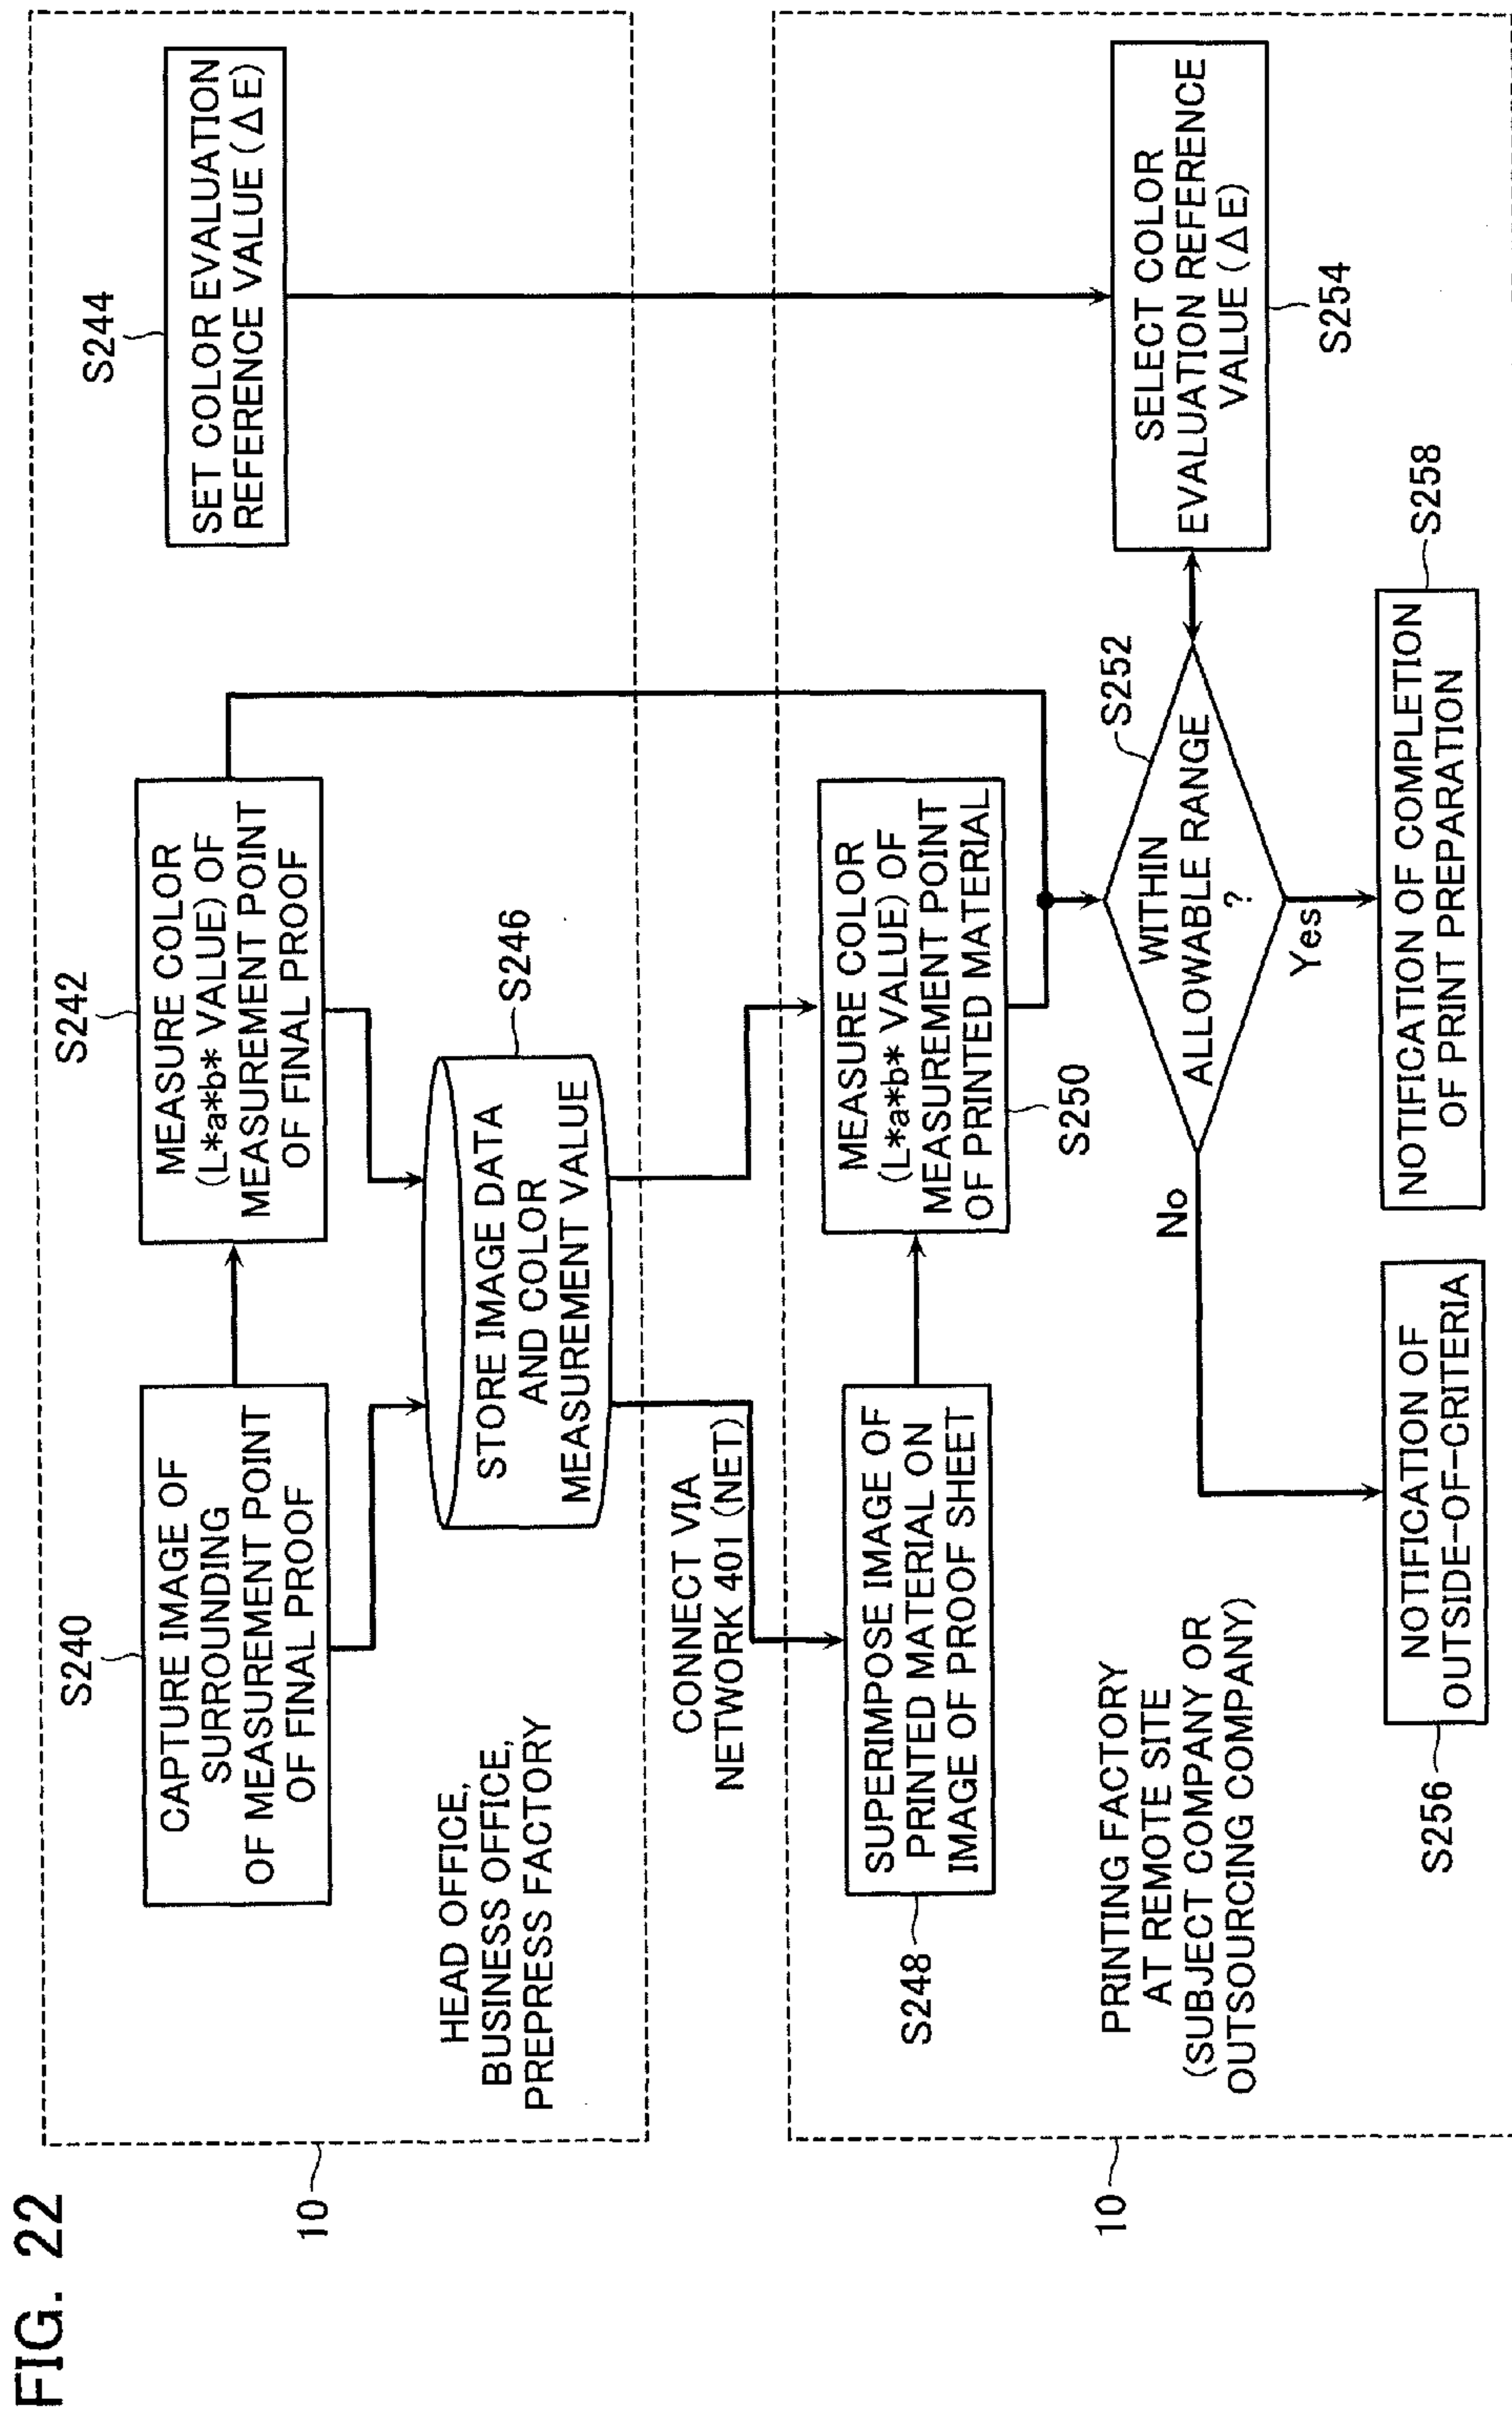 FIG. 22
10
S240
CAPTURE IMAGE OF
SURROUNDING
OF MEASUREMENT POINT
OF FINAL PROOF
S242
MEASURE COLOR
(L*a*b* VALUE) OF
MEASUREMENT POINT
OF FINAL PROOF
S244
SET COLOR EVALUATION
REFERENCE VALUE (ΔE)
S246
STORE IMAGE DATA
AND COLOR
MEASUREMENT VALUE
HEAD OFFICE,
BUSINESS OFFICE,
PREPRESS FACTORY
CONNECT VIA
NETWORK 401 (NET)
10
S248
SUPERIMPOSE IMAGE OF
PRINTED MATERIAL ON
IMAGE OF PROOF SHEET
MEASURE COLOR
(L*a*b* VALUE) OF
MEASUREMENT POINT
OF PRINTED MATERIAL
S250
PRINTING FACTORY
AT REMOTE SITE
(SUBJECT COMPANY OR
OUTSOURCING COMPANY)
S252
WITHIN
ALLOWABLE RANGE
?
No
Yes
SELECT COLOR
EVALUATION REFERENCE
VALUE (ΔE)
S254
S256
NOTIFICATION OF
OUTSIDE-OF-CRITERIA
S258
NOTIFICATION OF COMPLETION
OF PRINT PREPARATION